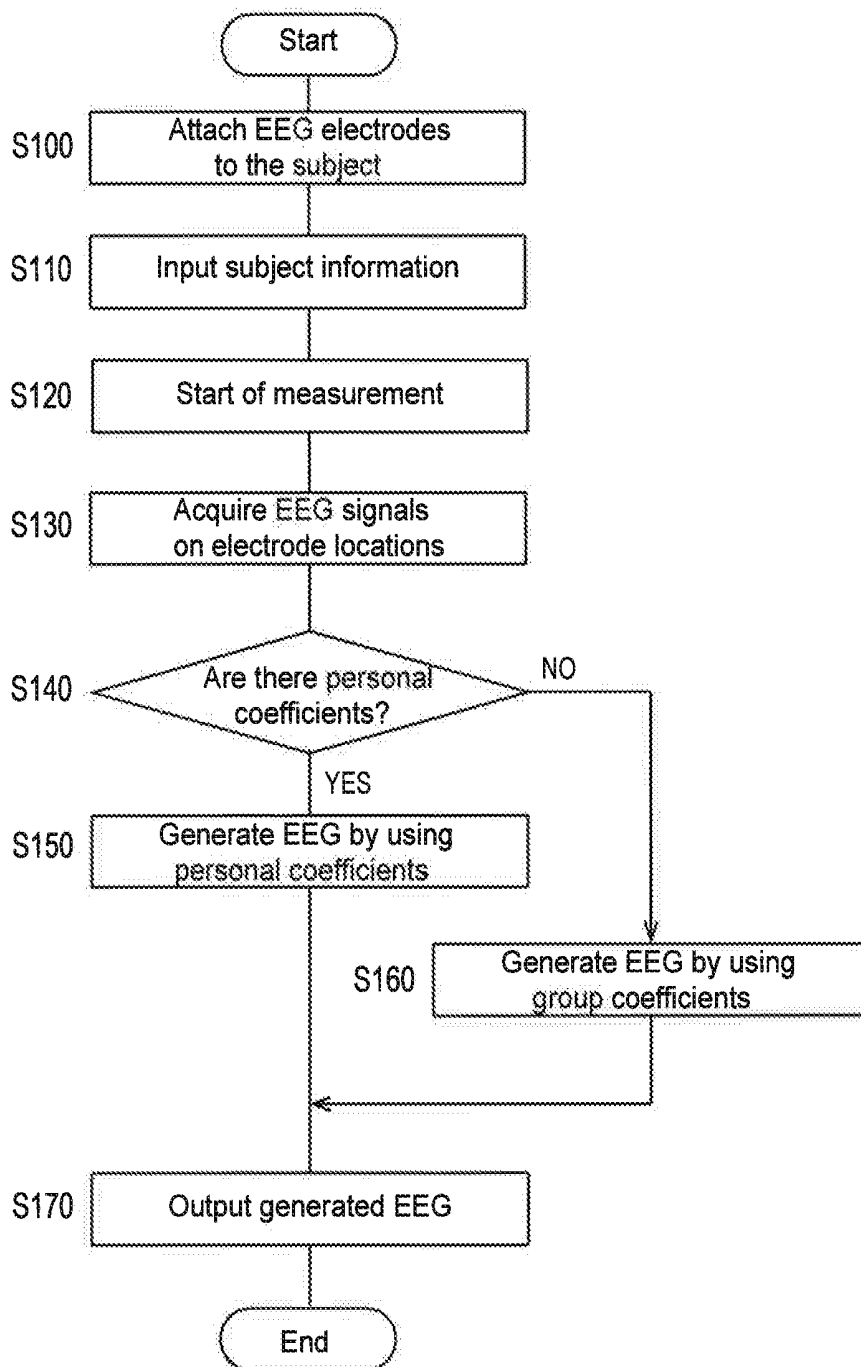 Start
S100
Attach EEG electrodes
to the subject
S110
Input subject information
S120
Start of measurement
S130
Acquire EEG signals
on electrode locations
S140
Are there personal
coefficients?
NO
YES
S150
Generate EEG by using
personal coefficients
S160
Generate EEG by using
group coefficients
S170
Output generated EEG
End